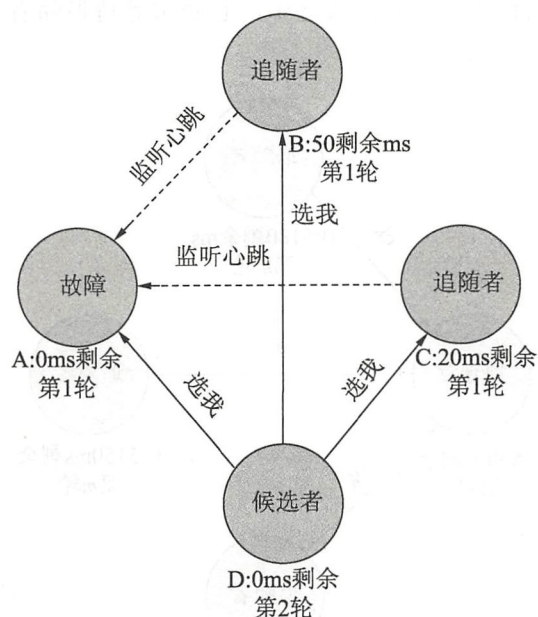 追随者
监听心跳
B:50剩余ms
第1轮
选我
监听心跳
故障
追随者
A:0ms剩余
第1轮
选我
选我
C:20ms剩余
第1轮
候选者
D:0ms剩余
第2轮